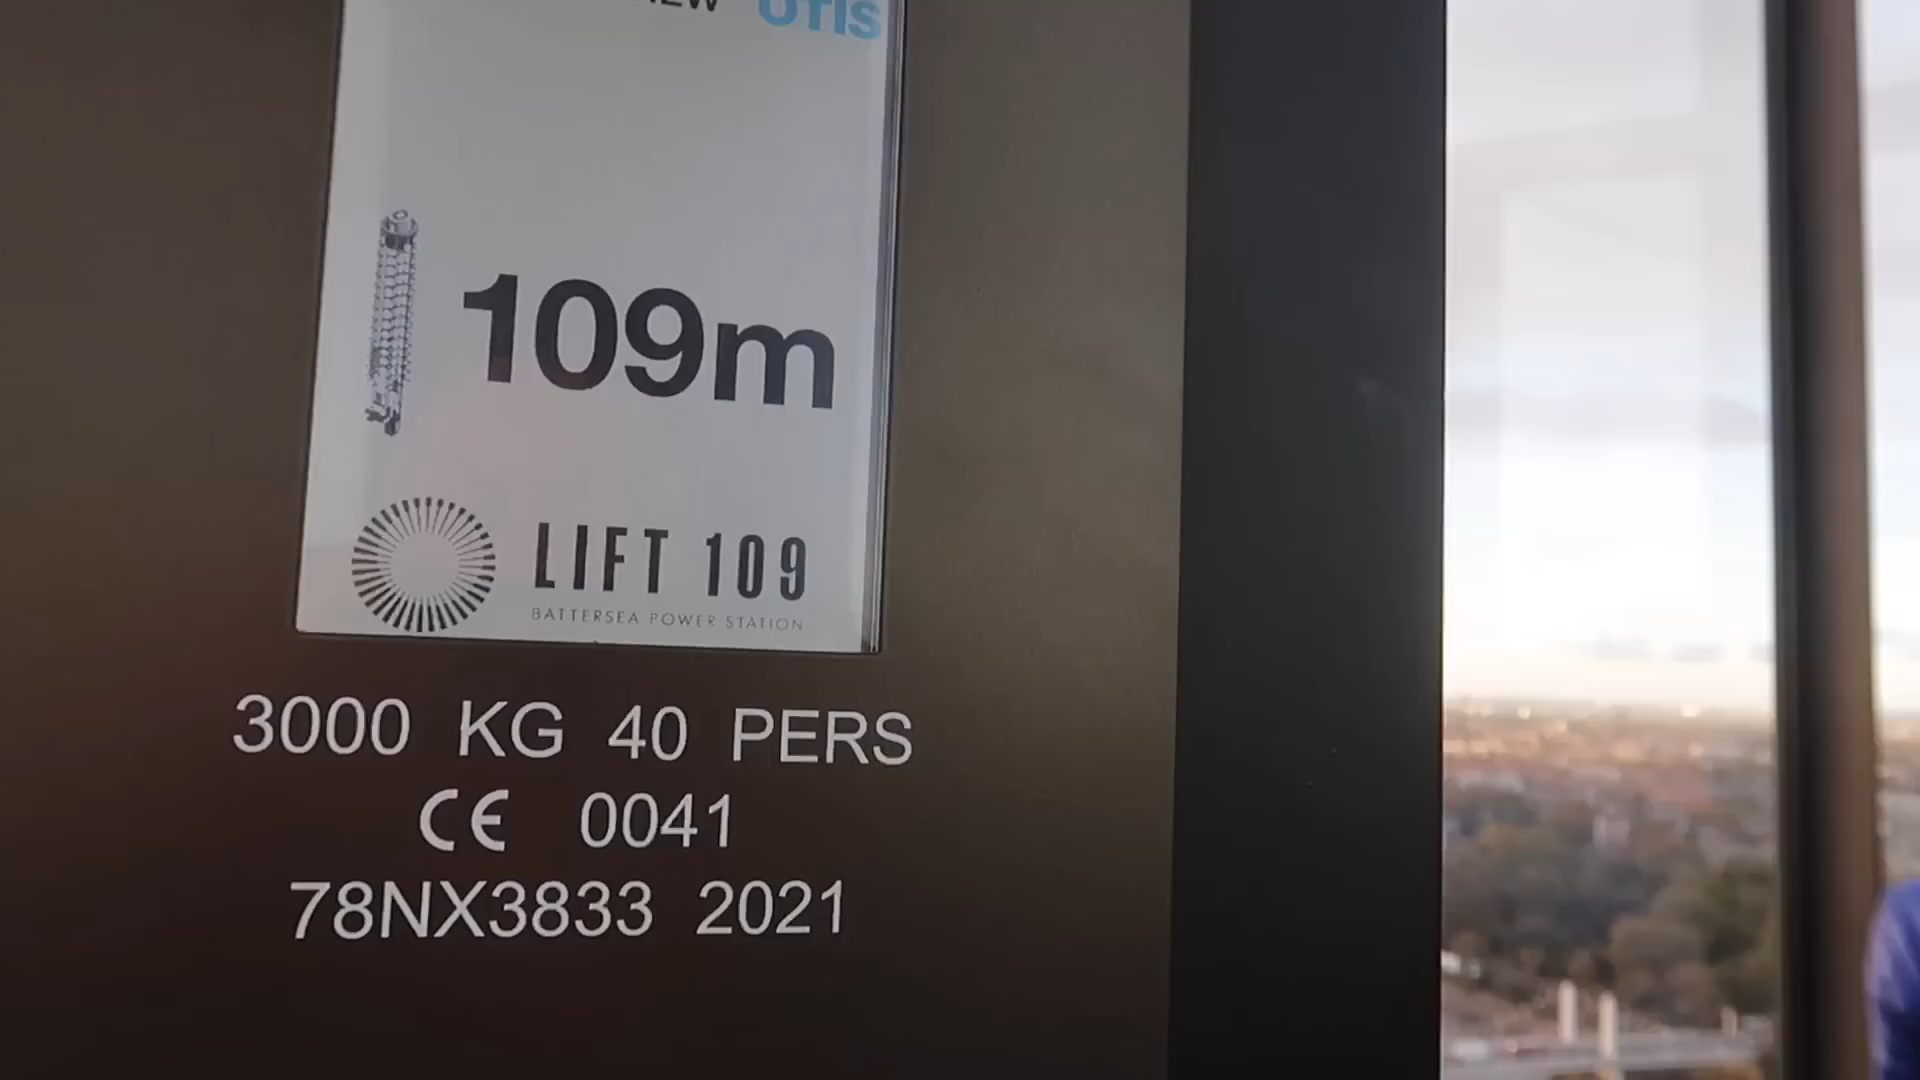 OTIS
109m
LIFT 109
BATTERSEA POWER STATION
3000 KG 40 PERS
CE 0041
78NX3833 2021